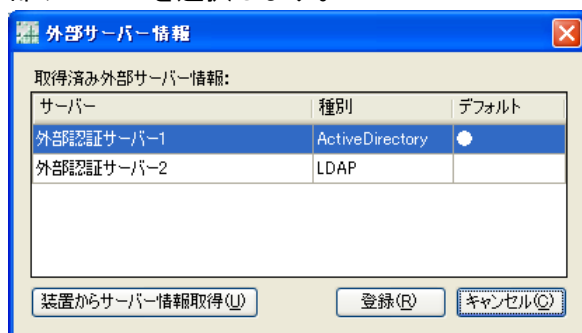 外部サーバー情報
取得済み外部サーバー情報:
サーバー 種別 デフォルト
外部認証サーバー1 ActiveDirectory ●
外部認証サーバー2 LDAP
装置からサーバー情報取得(U) 登録(R) キャンセル(C)